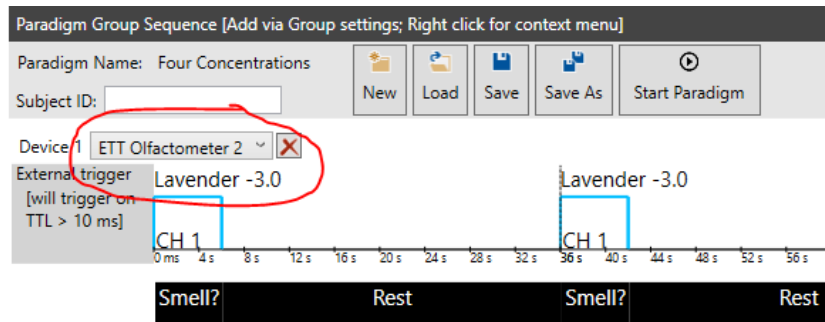 Paradigm Group Sequence [Add via Group settings; Right click for context menu]
Paradigm Name: Four Concentrations
New Load Save Save As Start Paradigm
Subject ID:
Device 1 ETT Olfactometer 2
External trigger
[will trigger on
TTL > 10 ms]
Lavender -3.0 Lavender -3.0
CH 1 CH 1
0 ms 4 s 8 s 12 s 16 s 20 s 24 s 28 s 32 s 36 s 40 s 44 s 48 s 52 s 56 s
Smell? Rest Smell? Rest